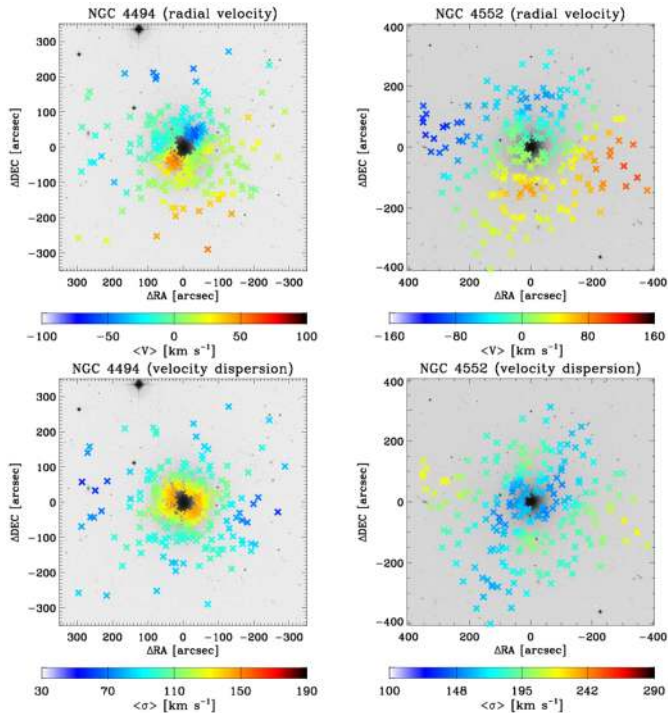 NGC 4494 (radial velocity)
300
200
100
0
-100
-200
-300
ΔDEC [arcsec]
300 200 100 0 -100 -200 -300
ΔRA [arcsec]
-100 -50 0 50 100
<V> [km s⁻¹]
NGC 4552 (radial velocity)
400
200
0
-200
-400
ΔDEC [arcsec]
400 200 0 -200 -400
ΔRA [arcsec]
-160 -80 0 80 160
<V> [km s⁻¹]
NGC 4494 (velocity dispersion)
300
200
100
0
-100
-200
-300
ΔDEC [arcsec]
300 200 100 0 -100 -200 -300
ΔRA [arcsec]
30 70 110 150 190
<σ> [km s⁻¹]
NGC 4552 (velocity dispersion)
400
200
0
-200
-400
ΔDEC [arcsec]
400 200 0 -200 -400
ΔRA [arcsec]
100 148 195 242 290
<σ> [km s⁻¹]